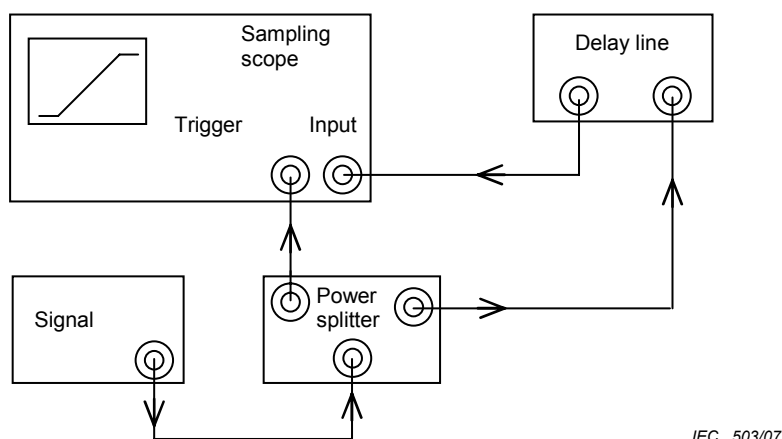 Sampling
scope
Delay line
Trigger
Input
Signal
Power
splitter
IEC 503/07